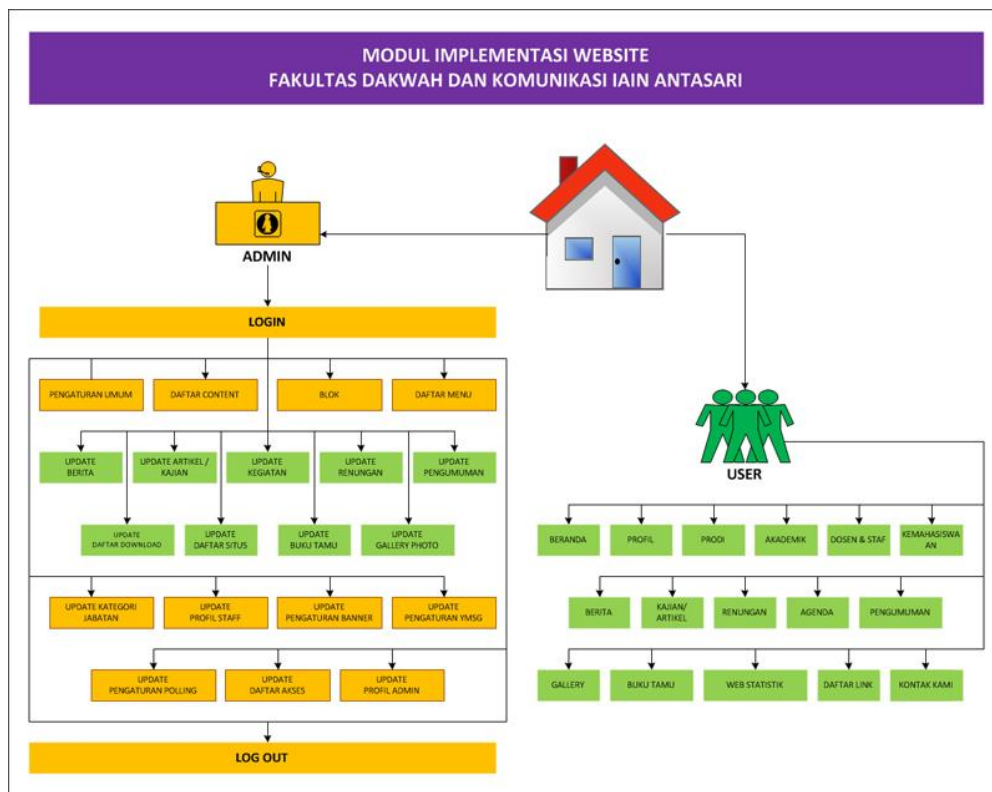 MODUL IMPLEMENTASI WEBSITE
FAKULTAS DAKWAH DAN KOMUNIKASI IAIN ANTASARI
ADMIN
LOGIN
PENGATURAN UMUM
DAFTAR CONTENT
BLOK
DAFTAR MENU
UPDATE
BERITA
UPDATE ARTIKEL /
KAJIAN
UPDATE
KEGIATAN
UPDATE
RENUNGAN
UPDATE
PENGUMUMAN
UPDATE
DAFTAR DOWNLOAD
UPDATE
DAFTAR SITUS
UPDATE
BUKU TAMU
UPDATE
GALLERY PHOTO
UPDATE KATEGORI
JABATAN
UPDATE
PROFIL STAFF
UPDATE
PENGATURAN BANNER
UPDATE
PENGATURAN YMSG
UPDATE
PENGATURAN POLLING
UPDATE
DAFTAR AKSES
UPDATE
PROFIL ADMIN
LOG OUT
USER
BERANDA
PROFIL
PRODI
AKADEMIK
DOSEN & STAF
KEMAHASISW
AN
BERITA
KAJIAN/
ARTIKEL
RENUNGAN
AGENDA
PENGUMUMAN
GALLERY
BUKU TAMU
WEB STATISTIK
DAFTAR LINK
KONTAK KAMI